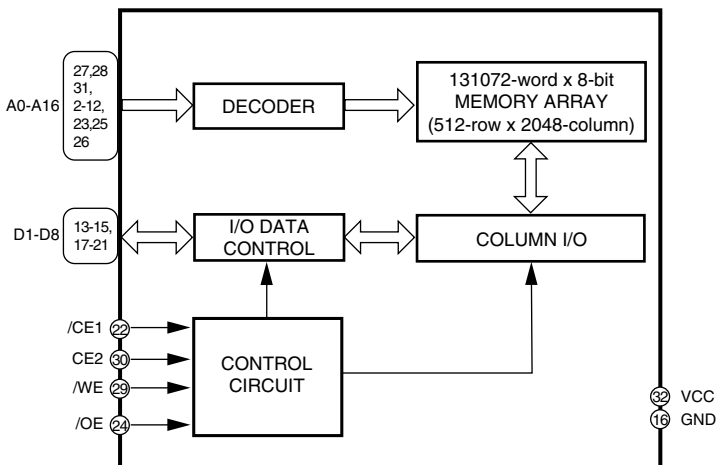 A0-A16
27,28
31,
2-12,
23,25
26
DECODER
131072-word x 8-bit
MEMORY ARRAY
(512-row x 2048-column)
D1-D8
13-15,
17-21
I/O DATA
CONTROL
COLUMN I/O
/CE1 22
CE2 30
/WE 29
/OE 24
CONTROL
CIRCUIT
32 VCC
16 GND